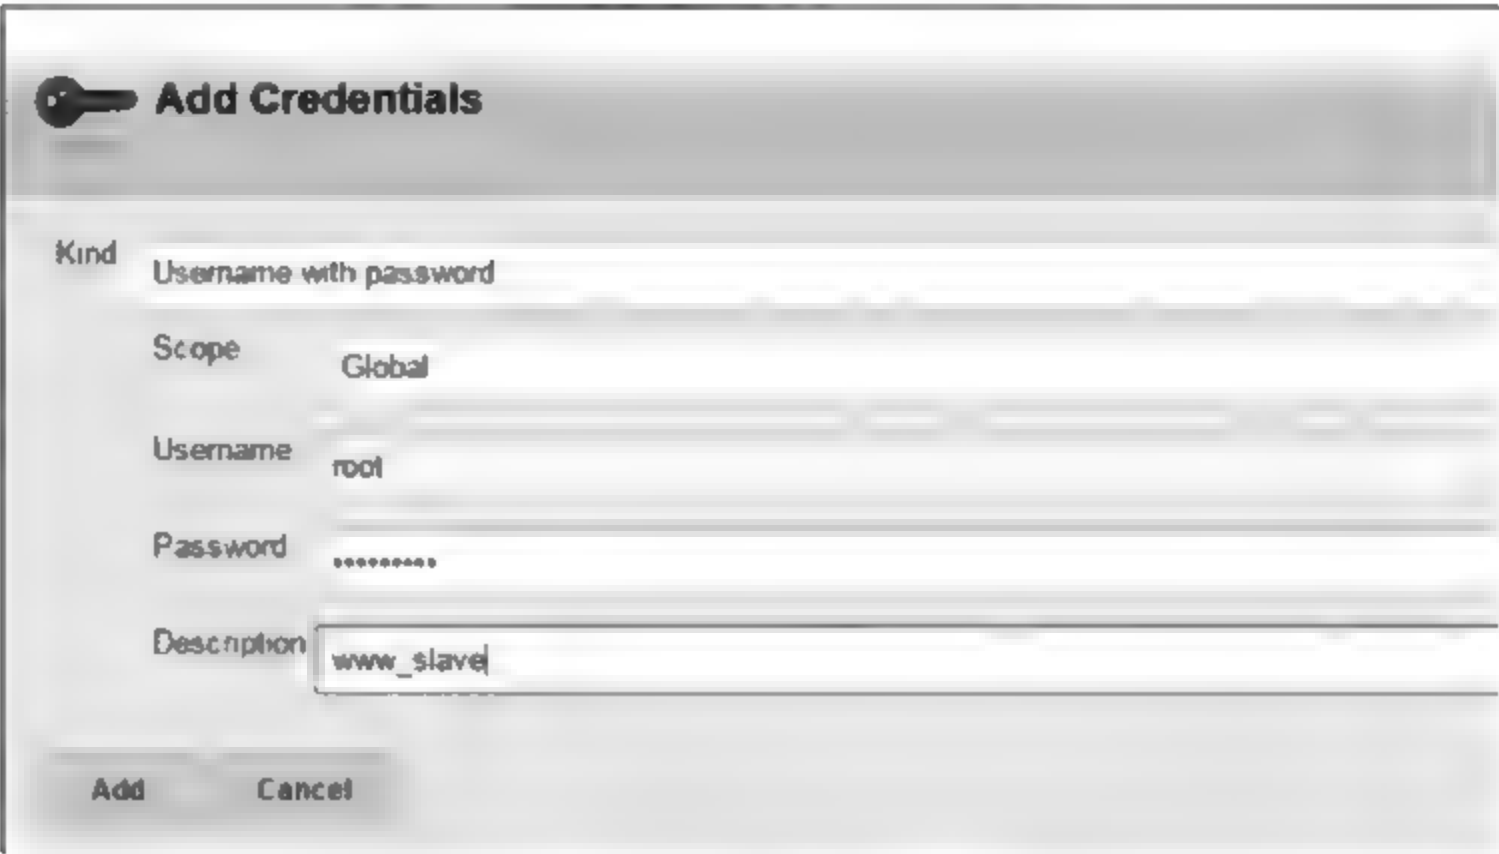 Add Credentials
Kind
Username with password
Scope
Global
Username
root
Password
•••••••••
Description
www_slave
Add Cancel